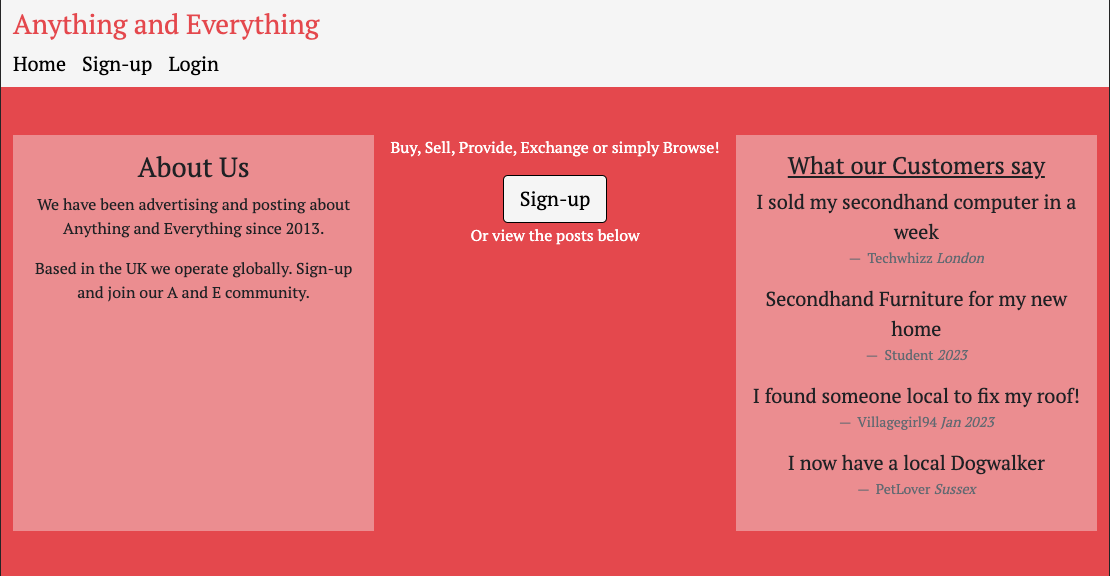 Anything and Everything
Home Sign-up Login
About Us
We have been advertising and posting about
Anything and Everything since 2013.
Based in the UK we operate globally. Sign-up
and join our A and E community.
Buy, Sell, Provide, Exchange or simply Browse!
Sign-up
Or view the posts below
What our Customers say
I sold my secondhand computer in a
week
— Techwhizz London
Secondhand Furniture for my new
home
— Student 2023
I found someone local to fix my roof!
— Villagegirl94 Jan 2023
I now have a local Dogwalker
— PetLover Sussex